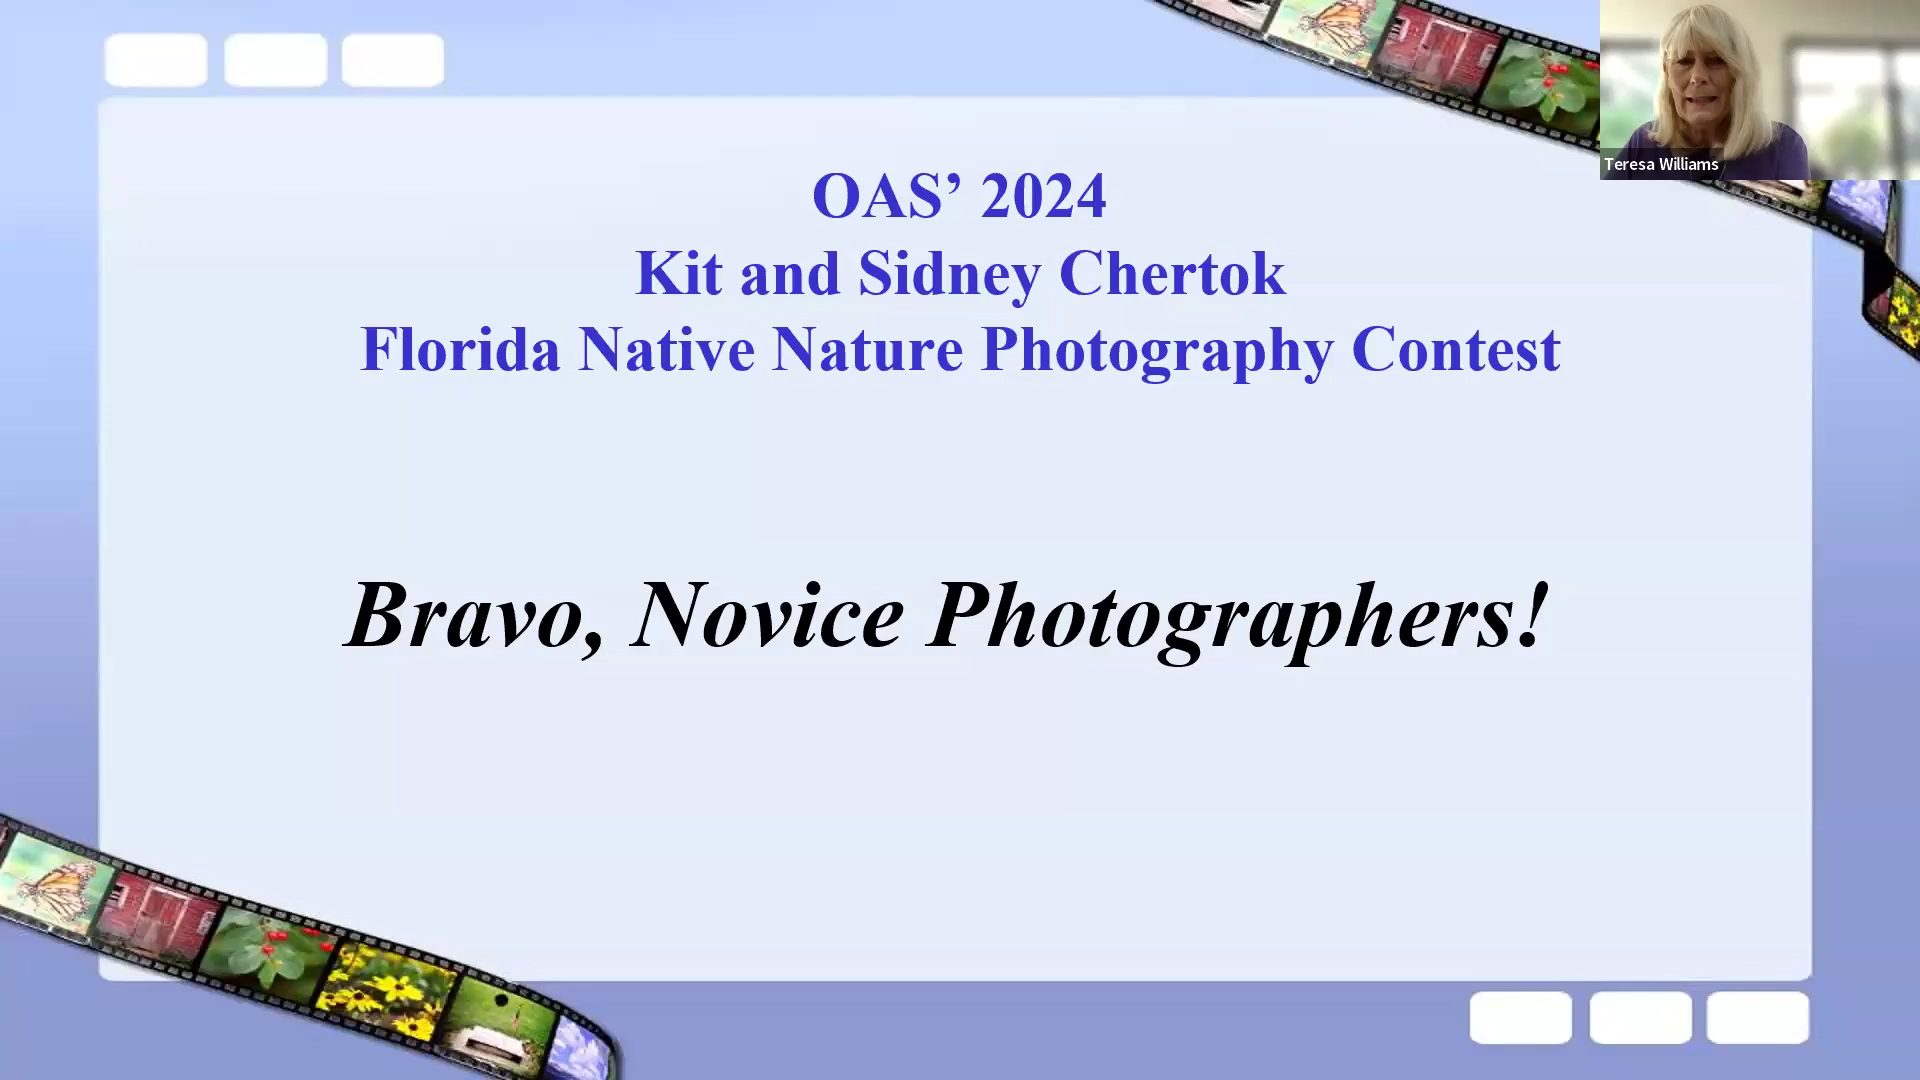 OAS’ 2024
Kit and Sidney Chertok
Florida Native Nature Photography Contest
Bravo, Novice Photographers!
Teresa Williams